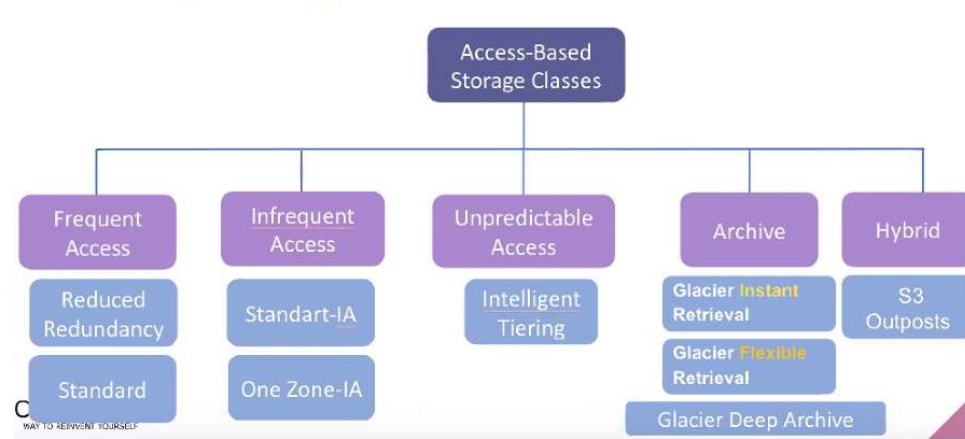 Access-Based
Storage Classes
Frequent
Access
Infrequent
Access
Unpredictable
Access
Archive
Hybrid
Reduced
Redundancy
Standart-IA
Intelligent
Tiering
Glacier Instant
Retrieval
S3
Outposts
Glacier Flexible
Retrieval
Standard
One Zone-IA
Glacier Deep Archive
C
WAY TO REINVENT YOURSELF